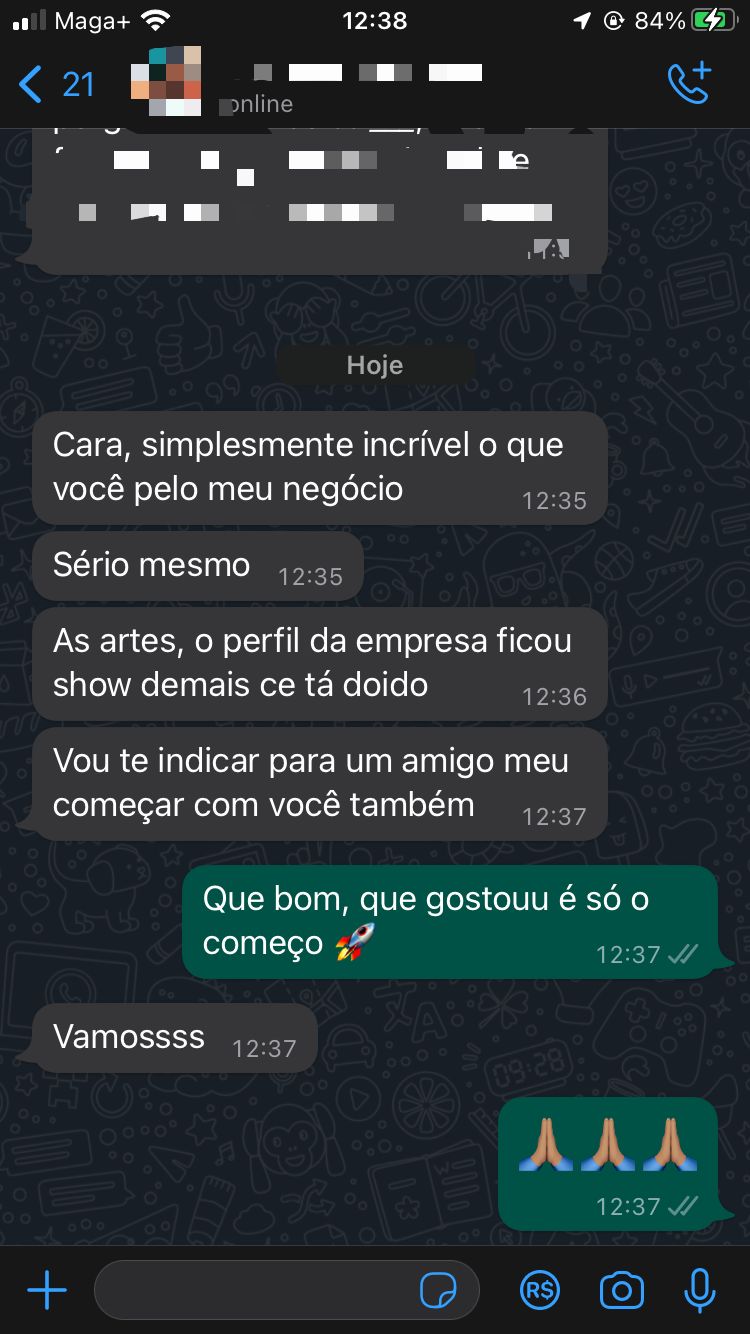 Maga+ 12:38 84%
21
online
Hoje
Cara, simplesmente incrível o que
você pelo meu negócio
12:35
Sério mesmo 12:35
As artes, o perfil da empresa ficou
show demais ce tá doido
12:36
Vou te indicar para um amigo meu
começar com você também
12:37
Que bom, que gostouu é só o
começo 🚀
12:37
Vamossss 12:37
🙏🏽🙏🏽🙏🏽
12:37
R$